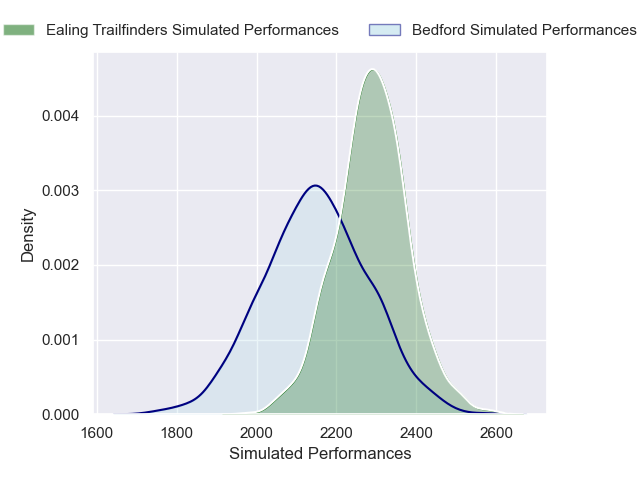 Ealing Trailfinders Simulated Performances Bedford Simulated Performances
0.004
0.003
0.002
0.001
0.000
Density
1600 1800 2000 2200 2400 2600
Simulated Performances